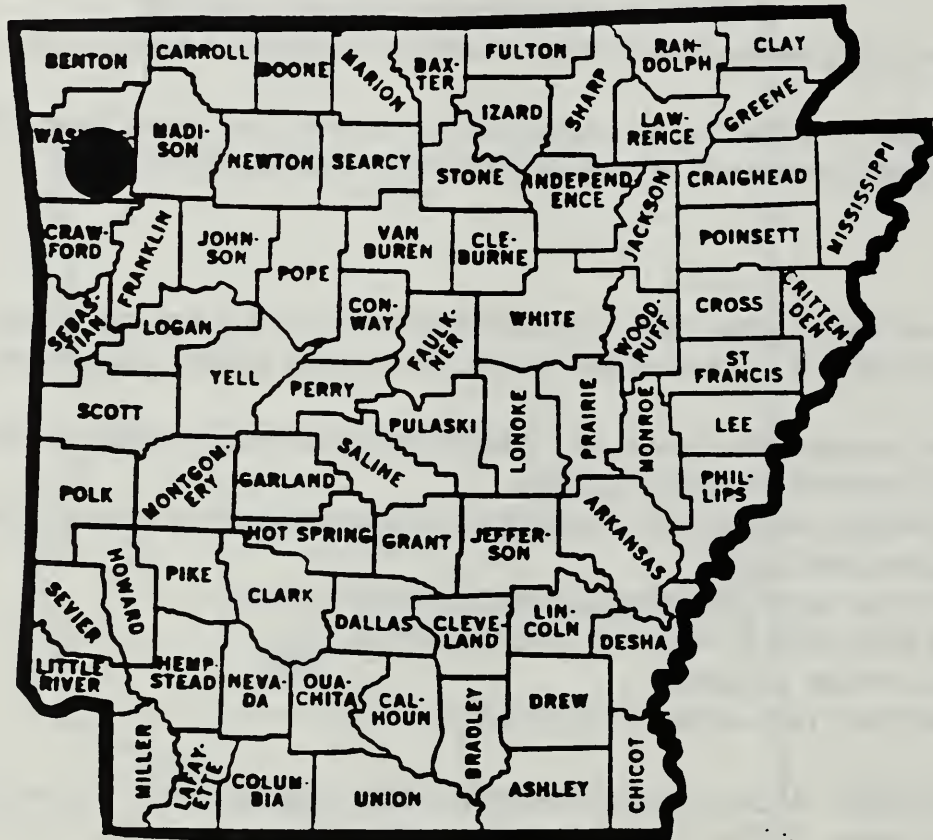 BENTON
CARROLL
BOONE
MARION
BAX-
TER
FULTON
SHARP
RAN-
DOLPH
CLAY
IZARD
LAW-
RENCE
GREENE
MADI-
SON
NEWTON
SEARCY
STONE
INDEPEND
ENCE
JACKSON
CRAIGHEAD
MISSISSIPPI
CRAW-
FORD
FRANKLIN
JOHN-
SON
POPE
VAN
BUREN
CLE-
BURNE
POINSETT
SEBAS-
TIAN
LOGAN
CON-
WAY
FAULK-
NER
WHITE
WOOD-
RUFF
CROSS
CRITTEN-
DEN
YELL
PERRY
ST
FRANCIS
SCOTT
PULASKI
LONOKE
PRAIRIE
MONROE
LEE
POLK
MONTGOM-
ERY
GARLAND
SALINE
PHIL-
LIPS
HOT SPRING
GRANT
JEFFER-
SON
ARKANSAS
HOWARD
PIKE
CLARK
SEVIER
DALLAS
CLEVE-
LAND
LIN-
COLN
DESHA
LITTLE
RIVER
HEMP-
STEAD
NEVA-
DA
OUA-
CHITA
CAL-
HOUN
BRADLEY
DREW
MILLER
LAFAY-
ETTE
COLUM-
BIA
UNION
ASHLEY
CHICOT